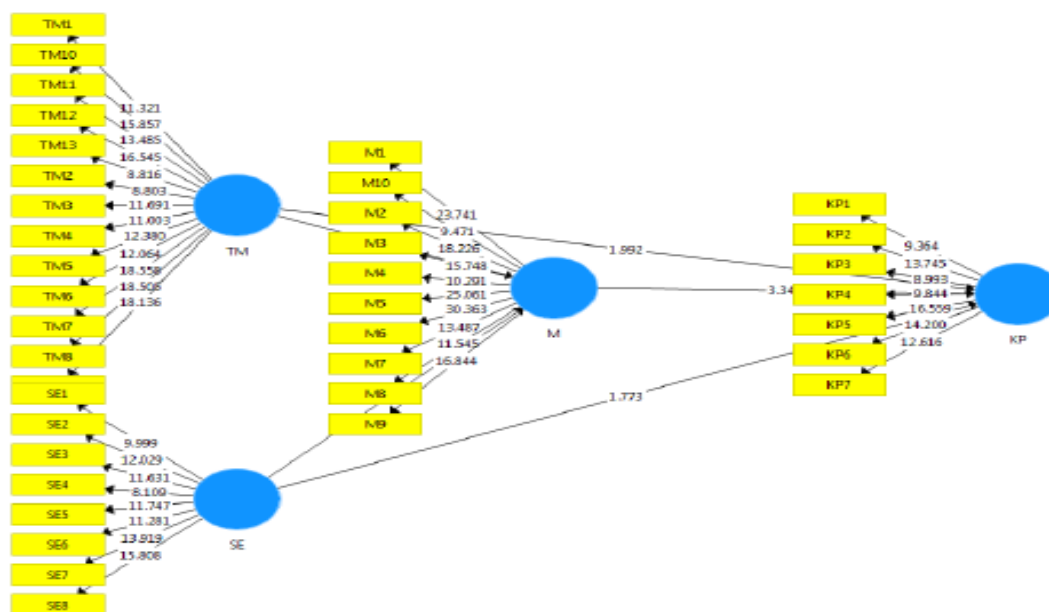 TM1
TM10
TM11
TM12
TM13
TM2
TM3
TM4
TM5
TM6
TM7
TM8
11.321
15.857
13.485
16.545
8.816
8.803
11.691
11.003
12.380
12.064
18.558
18.506
18.136
TM
SE1
SE2
SE3
SE4
SE5
SE6
SE7
SE8
9.999
12.029
11.631
8.109
11.747
11.281
13.919
15.808
SE
M1
M10
M2
M3
M4
M5
M6
M7
M8
M9
23.741
9.471
18.226
15.748
10.291
25.061
30.363
13.487
11.545
16.844
M
1.992
3.34
1.773
KP1
KP2
KP3
KP4
KP5
KP6
KP7
9.364
13.745
8.993
9.844
16.559
14.200
12.616
KP